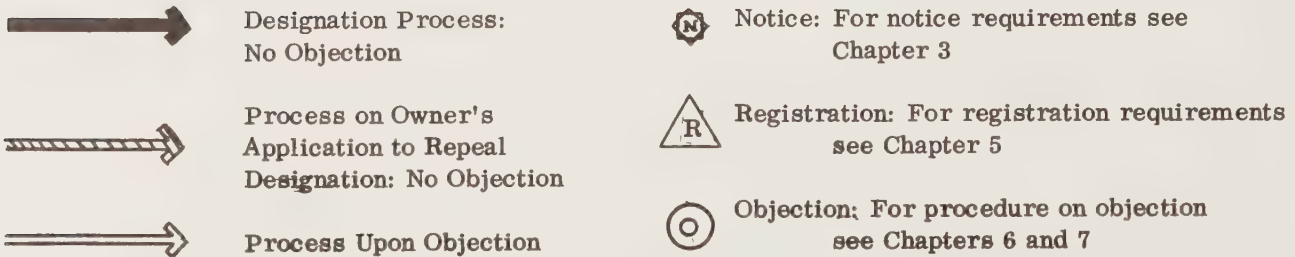 Designation Process:
No Objection
Process on Owner's
Application to Repeal
Designation: No Objection
Process Upon Objection
N
Notice: For notice requirements see
Chapter 3
R
Registration: For registration requirements
see Chapter 5
O
Objection: For procedure on objection
see Chapters 6 and 7